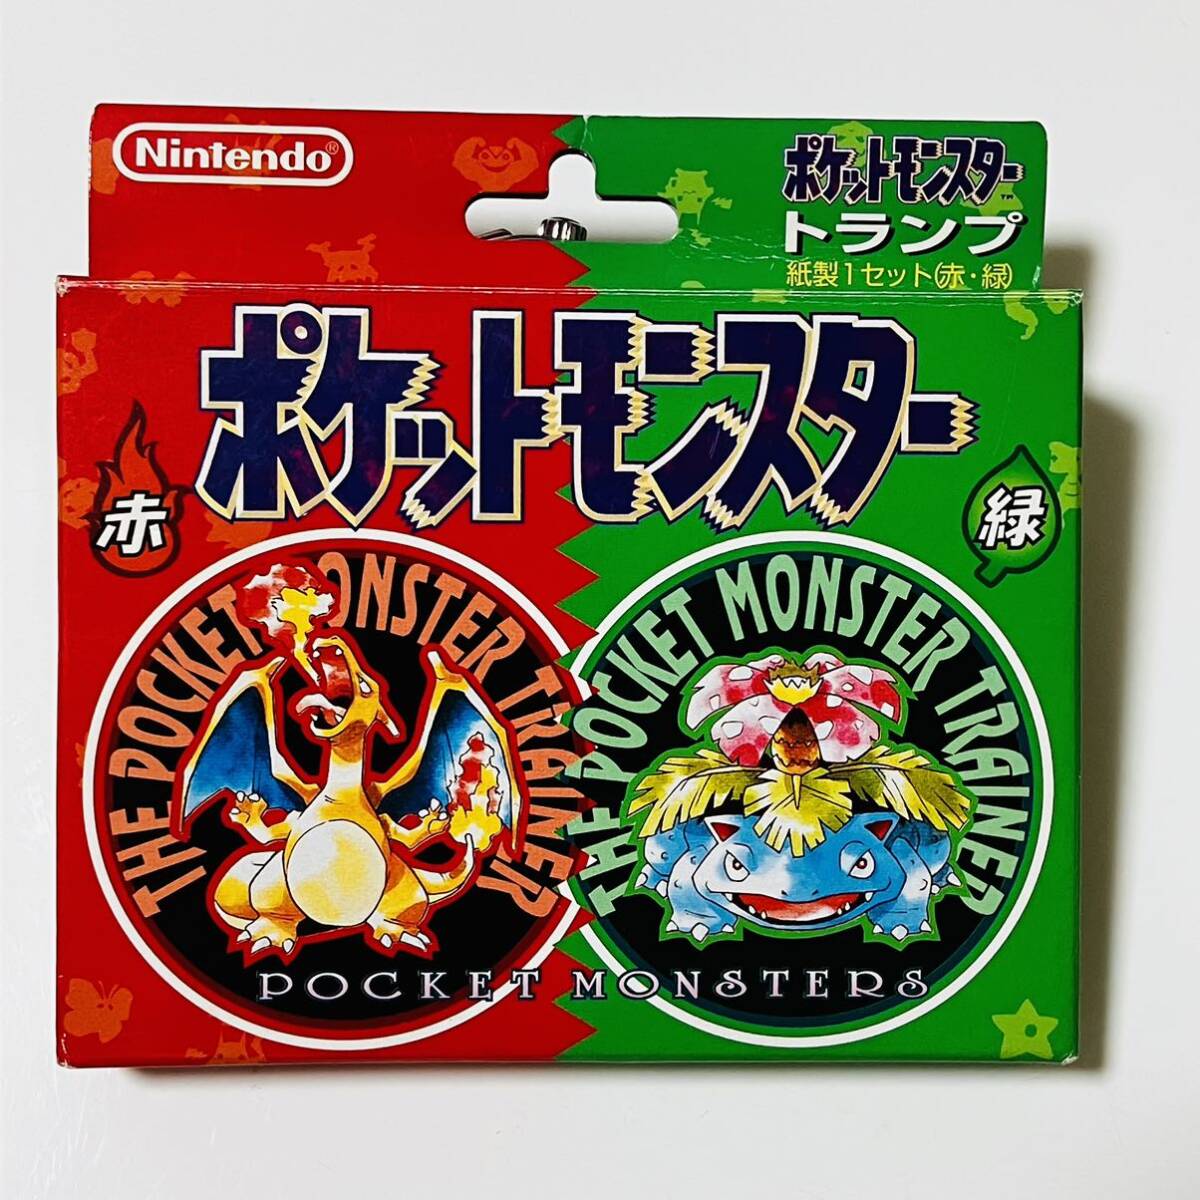 Nintendo®
ポケットモンスター™
トランプ
紙製1セット(赤・緑)
ポケットモンスター
赤
緑
THE POCKET MONSTER TRAINER
THE POCKET MONSTER TRAINER
POCKET MONSTERS